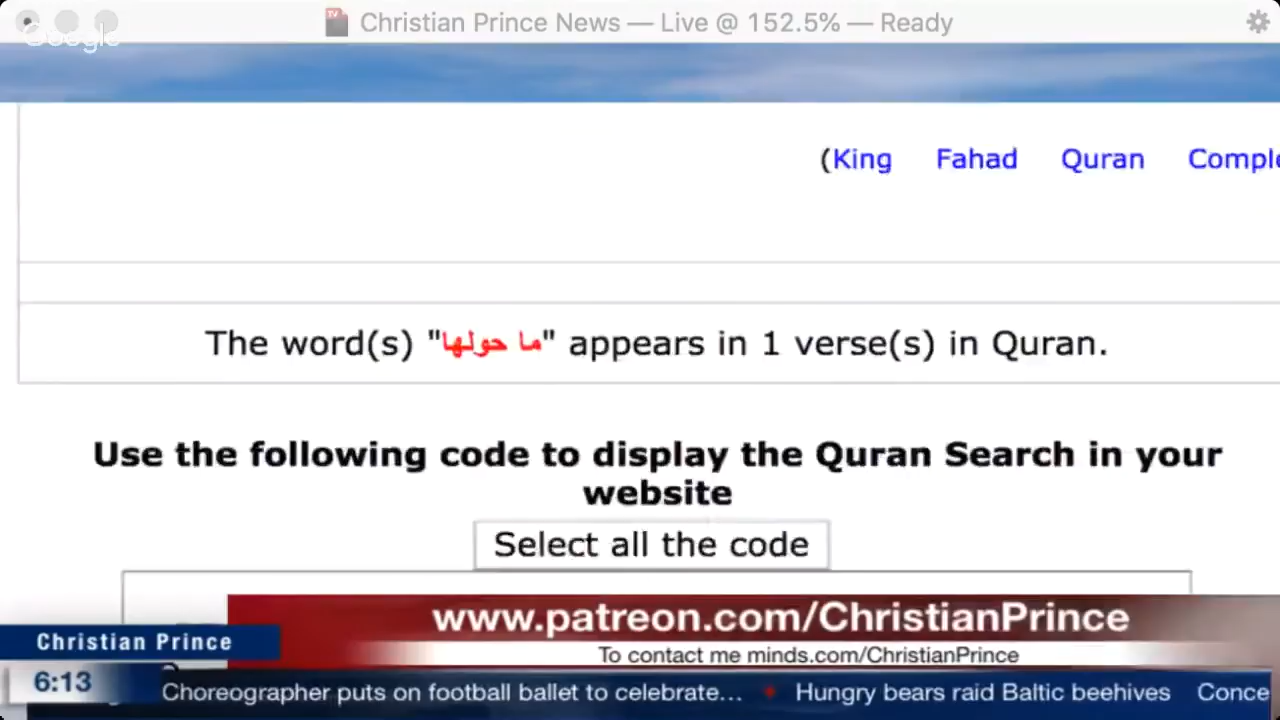 Christian Prince News — Live @ 152.5% — Ready
Google
(King Fahad Quran Comple
The word(s) "ما حولها" appears in 1 verse(s) in Quran.
Use the following code to display the Quran Search in your
website
Select all the code
www.patreon.com/ChristianPrince
Christian Prince
To contact me minds.com/ChristianPrince
6:13
Choreographer puts on football ballet to celebrate... • Hungry bears raid Baltic beehives Conce